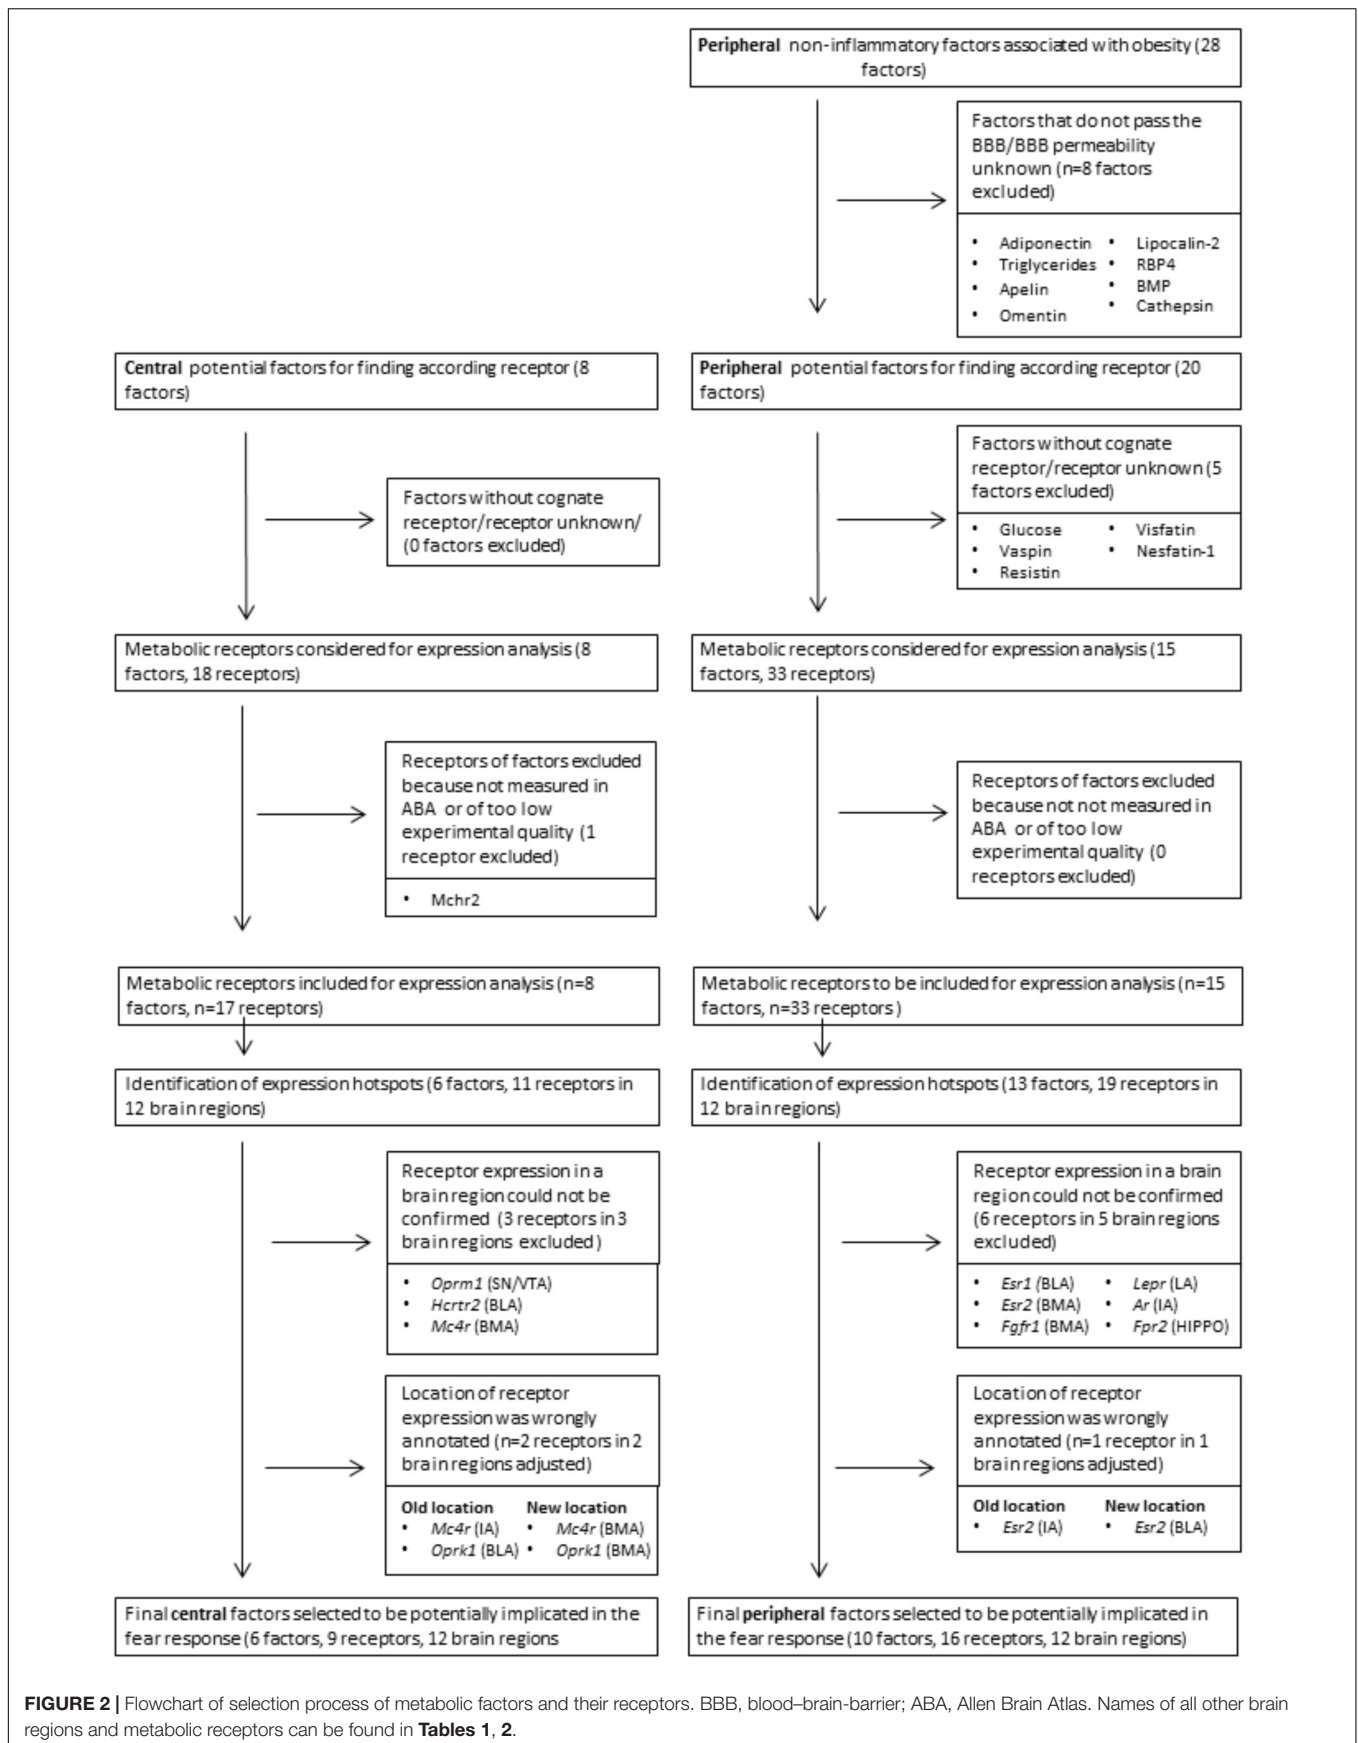 Peripheral non-inflammatory factors associated with obesity (28
factors)
Factors that do not pass the
BBB/BBB permeability
unknown (n=8 factors
excluded)
• Adiponectin • Lipocalin-2
• Triglycerides • RBP4
• Apelin • BMP
• Omentin • Cathepsin
Central potential factors for finding according receptor (8
factors)
Peripheral potential factors for finding according receptor (20
factors)
Factors without cognate
receptor/receptor unknown/
(0 factors excluded)
Factors without cognate
receptor/receptor unknown (5
factors excluded)
• Glucose • Visfatin
• Vaspin • Nesfatin-1
• Resistin
Metabolic receptors considered for expression analysis (8
factors, 18 receptors)
Metabolic receptors considered for expression analysis (15
factors, 33 receptors)
Receptors of factors excluded
because not measured in
ABA or of too low
experimental quality (1
receptor excluded)
• Mchr2
Receptors of factors excluded
because not not measured in
ABA or of too low
experimental quality (0
receptors excluded)
Metabolic receptors included for expression analysis (n=8
factors, n=17 receptors)
Metabolic receptors to be included for expression analysis (n=15
factors, n=33 receptors )
Identification of expression hotspots (6 factors, 11 receptors in
12 brain regions)
Identification of expression hotspots (13 factors, 19 receptors in
12 brain regions)
Receptor expression in a
brain region could not be
confirmed (3 receptors in 3
brain regions excluded )
• Oprm1 (SN/VTA)
• Hcrtr2 (BLA)
• Mc4r (BMA)
Receptor expression in a brain
region could not be confirmed
(6 receptors in 5 brain regions
excluded)
• Esr1 (BLA) • Lepr (LA)
• Esr2 (BMA) • Ar (IA)
• Fgfr1 (BMA) • Fpr2 (HIPPO)
Location of receptor
expression was wrongly
annotated (n=2 receptors in 2
brain regions adjusted)
Old location New location
• Mc4r (IA) • Mc4r (BMA)
• Oprk1 (BLA) • Oprk1 (BMA)
Location of receptor
expression was wrongly
annotated (n=1 receptor in 1
brain regions adjusted)
Old location New location
• Esr2 (IA) • Esr2 (BLA)
Final central factors selected to be potentially implicated in the
fear response (6 factors, 9 receptors, 12 brain regions
Final peripheral factors selected to be potentially implicated in
the fear response (10 factors, 16 receptors, 12 brain regions)
FIGURE 2 | Flowchart of selection process of metabolic factors and their receptors. BBB, blood–brain-barrier; ABA, Allen Brain Atlas. Names of all other brain
regions and metabolic receptors can be found in Tables 1, 2.